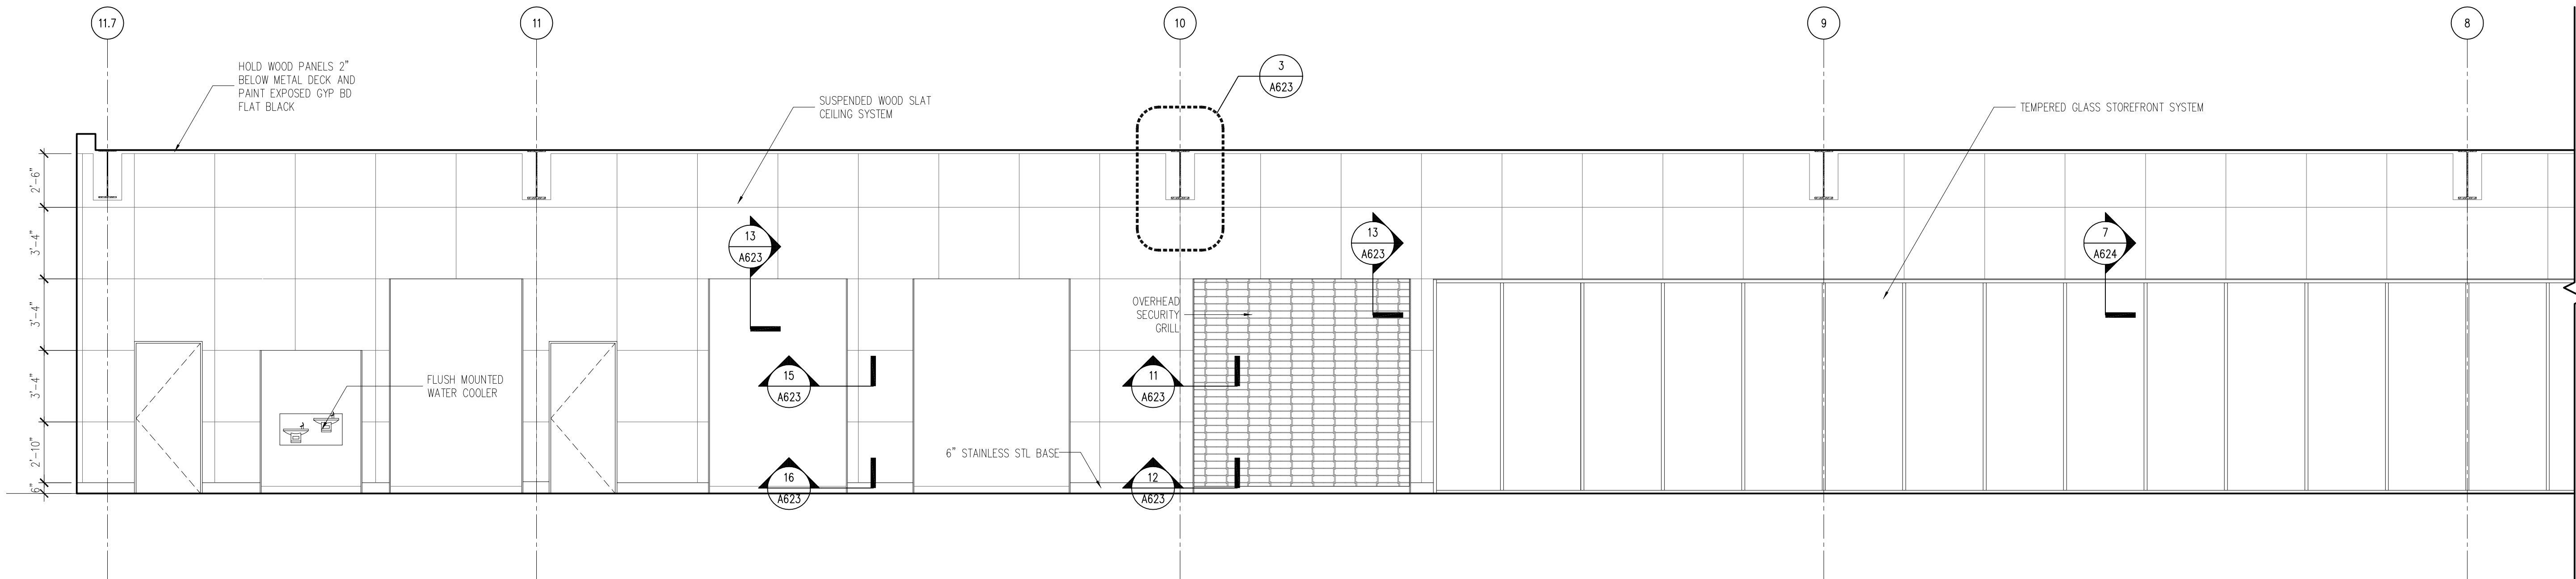 11.7
11
10
9
8
3
A623
HOLD WOOD PANELS 2"
BELOW METAL DECK AND
PAINT EXPOSED GYP BD
FLAT BLACK
SUSPENDED WOOD SLAT
CEILING SYSTEM
TEMPERED GLASS STOREFRONT SYSTEM
2'-6"
3'-4"
3'-4"
3'-4"
2'-10"
6"
13
A623
13
A623
7
A624
OVERHEAD
SECURITY
GRILL
FLUSH MOUNTED
WATER COOLER
15
A623
11
A623
6" STAINLESS STL BASE
16
A623
12
A623